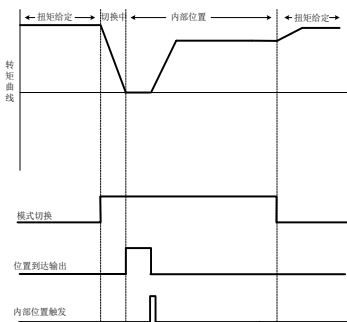 扭矩给定 切换中 内部位置 扭矩给定
转矩曲线
模式切换
位置到达输出
内部位置触发